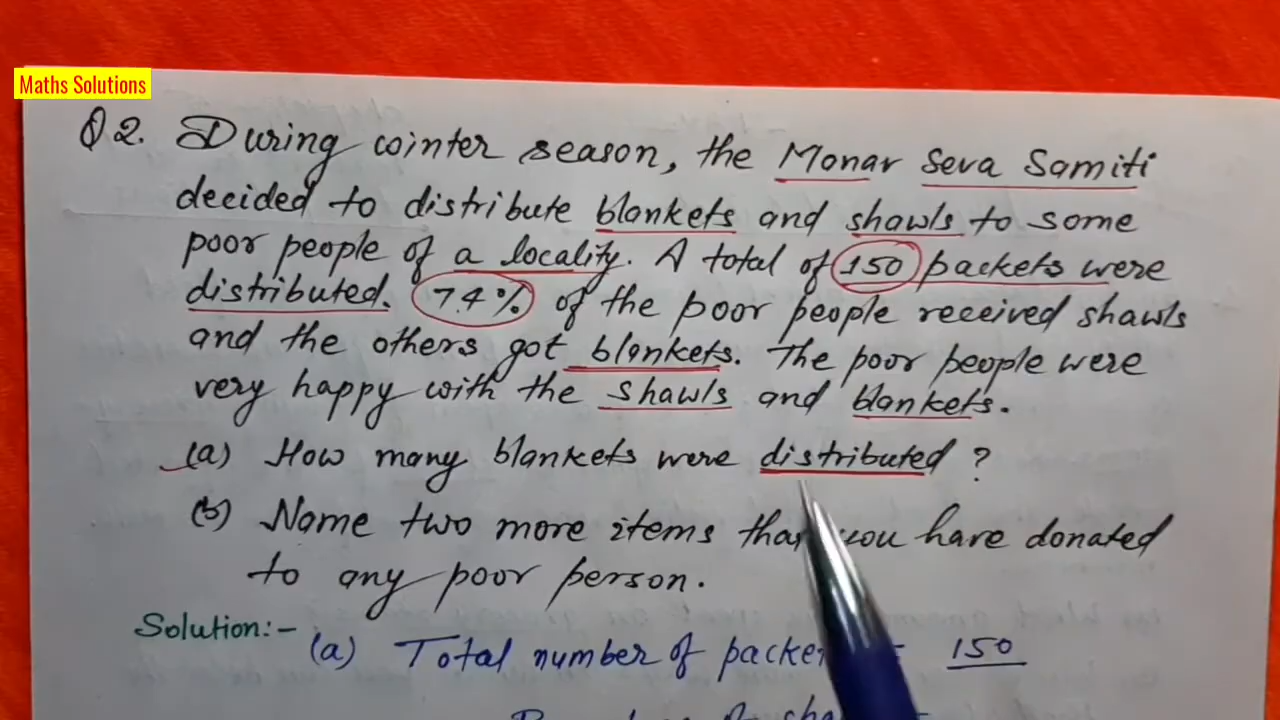 Maths Solutions
Q2. During winter season, the Monav Seva Samiti
decided to distribute blankets and shawls to some
poor people of a locality. A total of 150 packets were
distributed. 74% of the poor people received shawls
and the others got blankets. The poor people were
very happy with the shawls and blankets.
(a) How many blankets were distributed ?
(b) Name two more items that you have donated
to any poor person.
Solution:-
(a) Total number of = 150